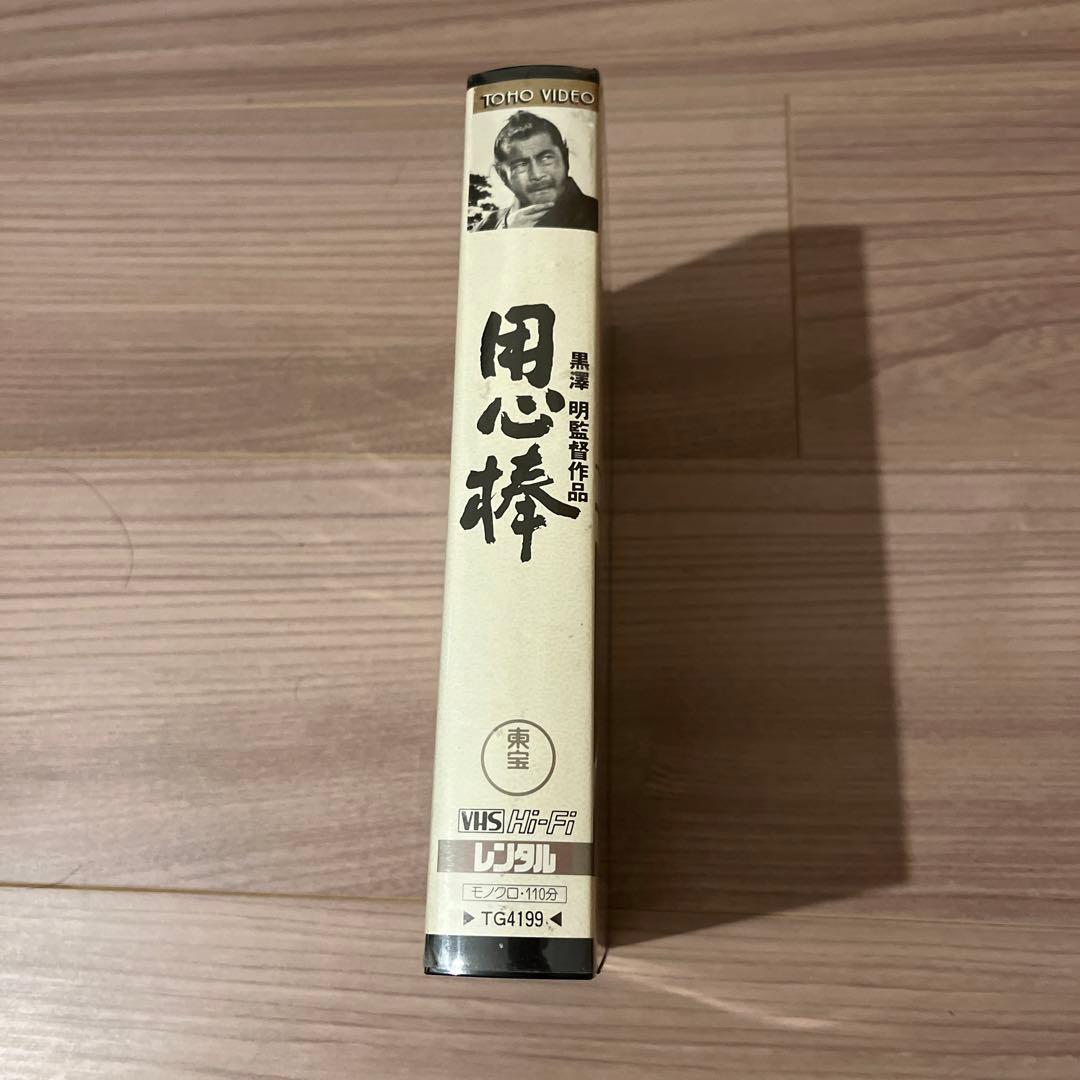 TOHO VIDEO
用心棒
黒澤 明監督作品
東宝
VHS Hi-Fi
レンタル
モノクロ・110分
▶ TG4199 ◀